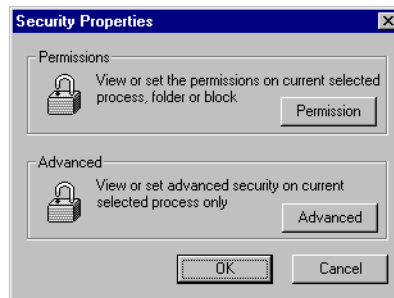 Security Properties
Permissions
View or set the permissions on current selected
process, folder or block
Permission
Advanced
View or set advanced security on current
selected process only
Advanced
OK
Cancel